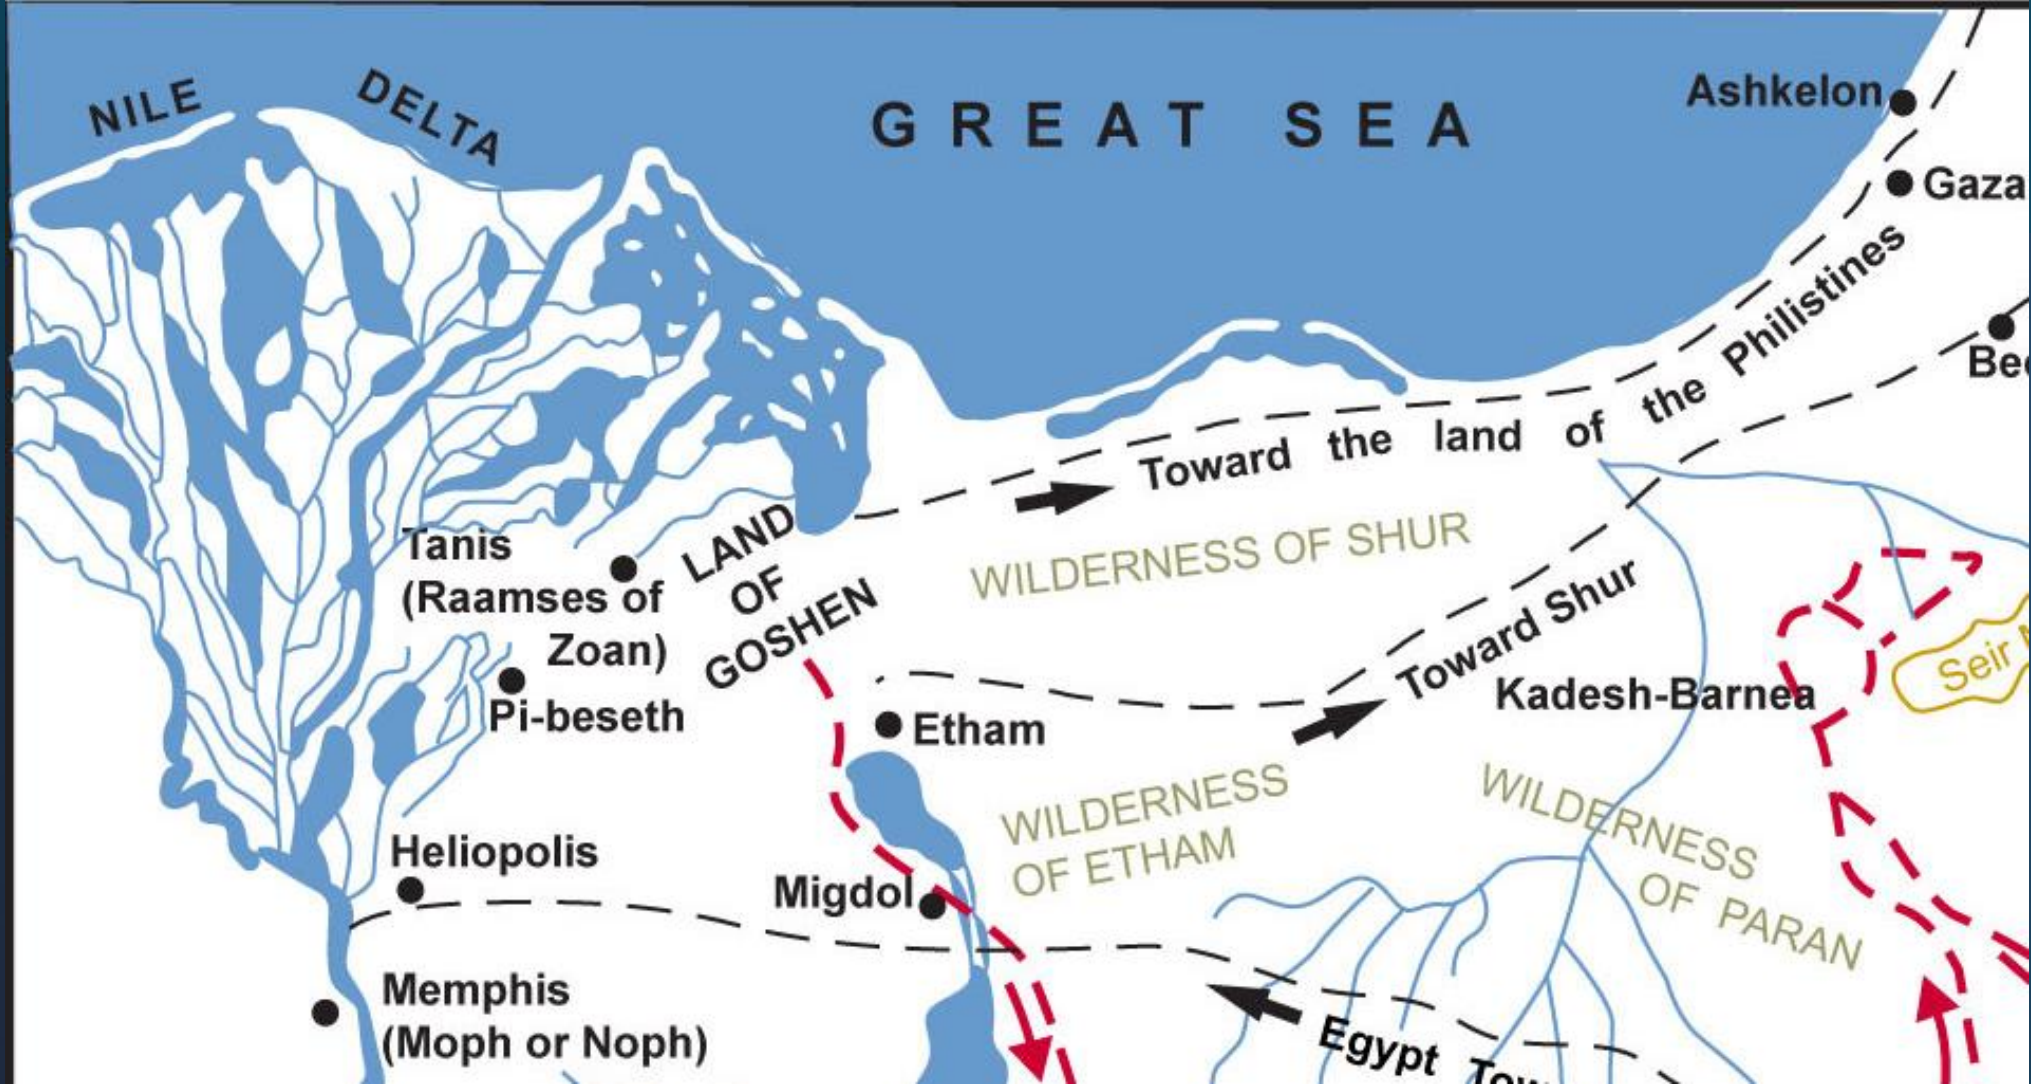 NILE DELTA
GREAT SEA
Ashkelon
Gaza
Toward the land of the Philistines
Tanis
(Raamses of
Zoan)
LAND
OF
GOSHEN
WILDERNESS OF SHUR
Toward Shur
Seir
Pi-beseth
Etham
Kadesh-Barnea
WILDERNESS
OF ETHAM
WILDERNESS
OF PARAN
Heliopolis
Migdol
Memphis
(Moph or Noph)
Egypt